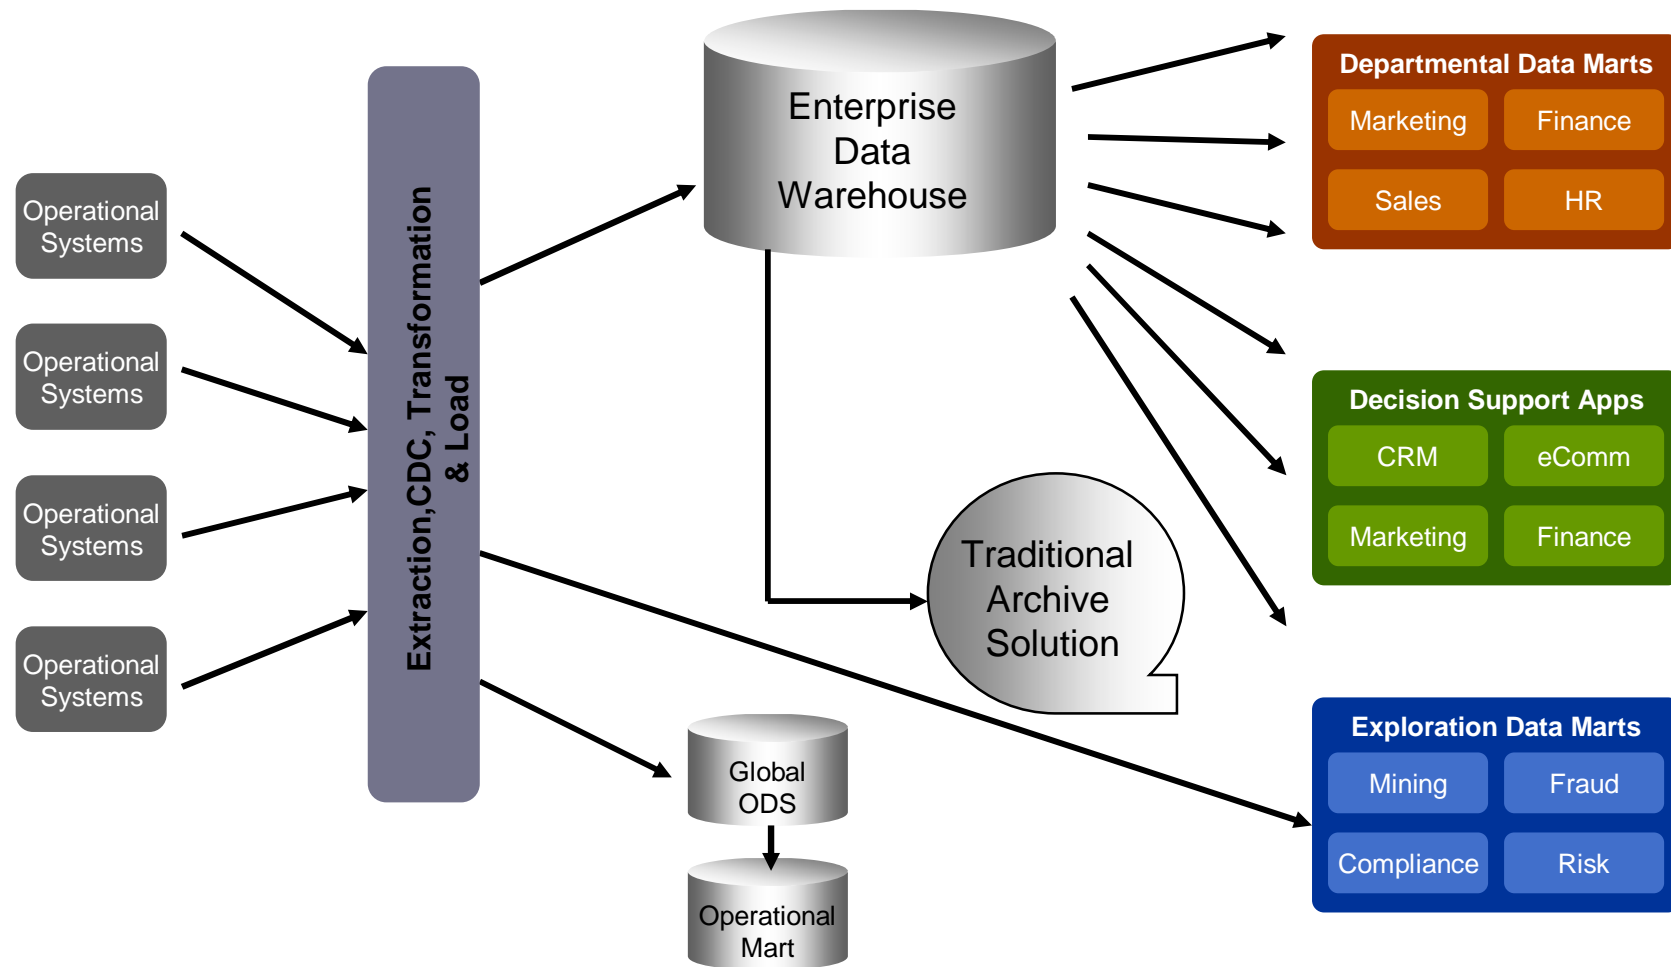 Operational
Systems
Operational
Systems
Operational
Systems
Operational
Systems
Extraction,CDC, Transformation
& Load
Enterprise
Data
Warehouse
Traditional
Archive
Solution
Global
ODS
Operational
Mart
Departmental Data Marts
Marketing
Finance
Sales
HR
Decision Support Apps
CRM
eComm
Marketing
Finance
Exploration Data Marts
Mining
Fraud
Compliance
Risk